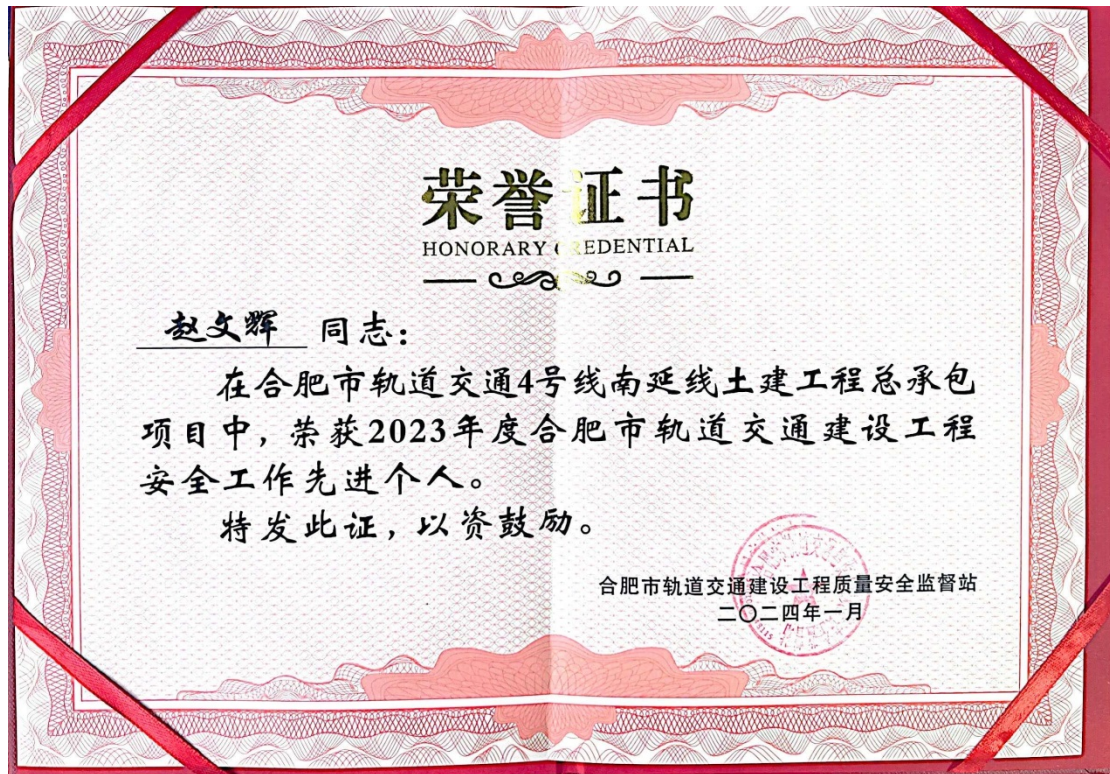 荣誉证书
HONORARY CREDENTIAL
赵文辉 同志：
在合肥市轨道交通4号线南延线土建工程总承包
项目中，荣获2023年度合肥市轨道交通建设工程
安全工作先进个人。
特发此证，以资鼓励。
合肥市轨道交通建设工程质量安全监督站
二〇二四年一月